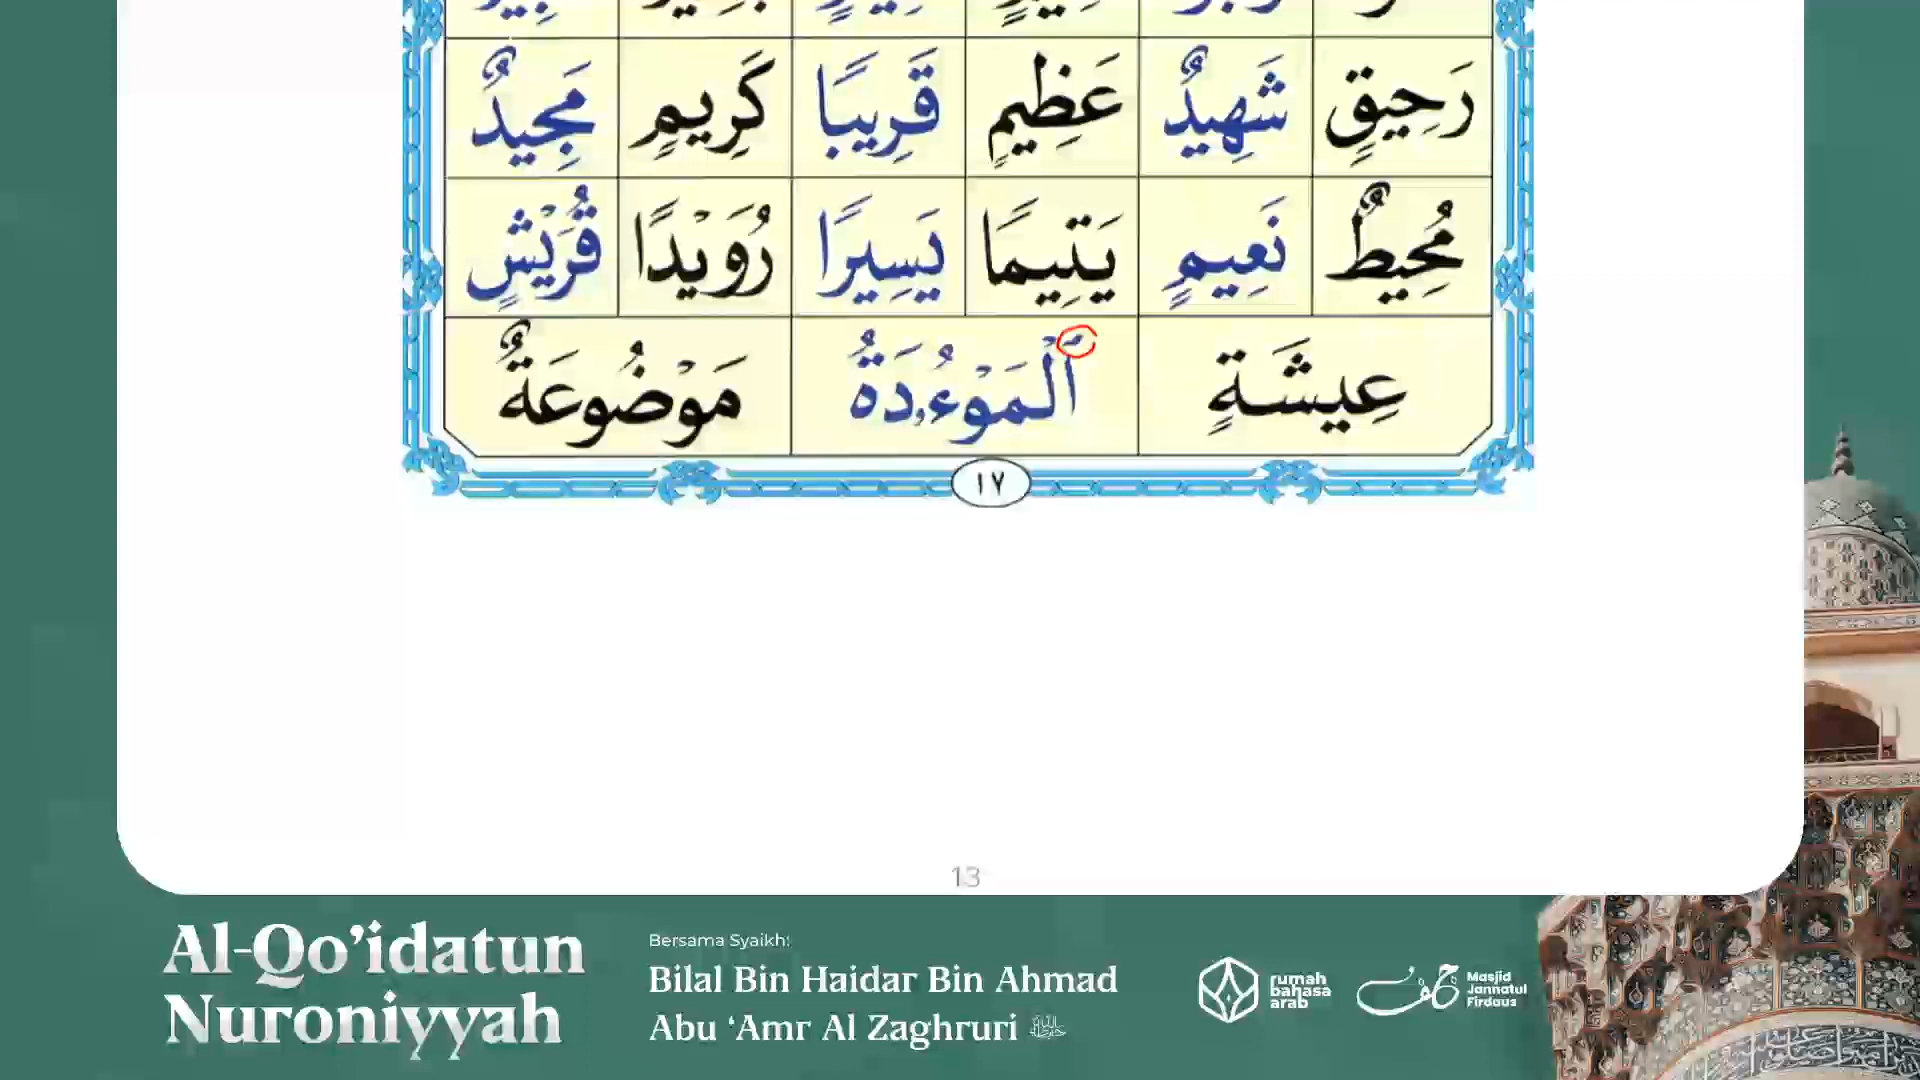 رَحِيقٍ شَهِيدٌ عَظِيمٍ قَرِيبًا كَرِيمٍ مَجِيدٌ
مُحِيطٌ نَعِيمٍ يَتِيمًا يَسِيرًا رُوَيْدًا قُرَيْشٍ
عِيشَةٍ اَلْمَوْءُدَةُ مَوْضُوعَةٌ
١٧
13
Al-Qo’idatun
Nuroniyyah
Bersama Syaikh:
Bilal Bin Haidar Bin Ahmad
Abu ‘Amr Al Zaghruri
rumah
bahasa
arab
Masjid
Jannatul
Firdaus